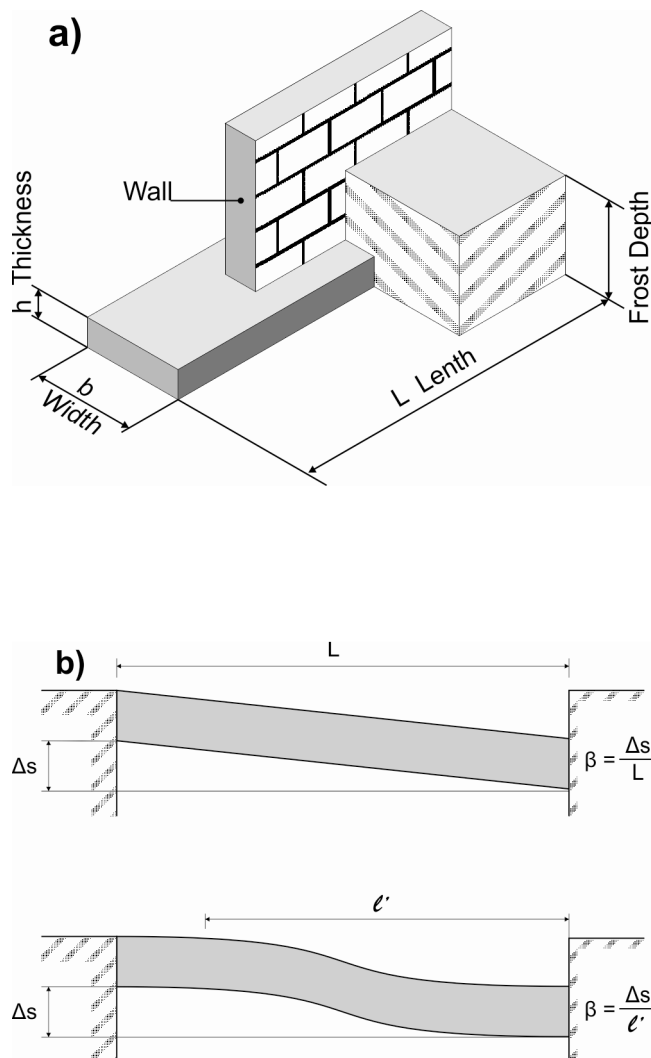 a)
Wall
h Thickness
b
Width
L Lenth
Frost Depth
b)
L
Δs
β = Δs/L
ℓ'
Δs
β = Δs/ℓ'